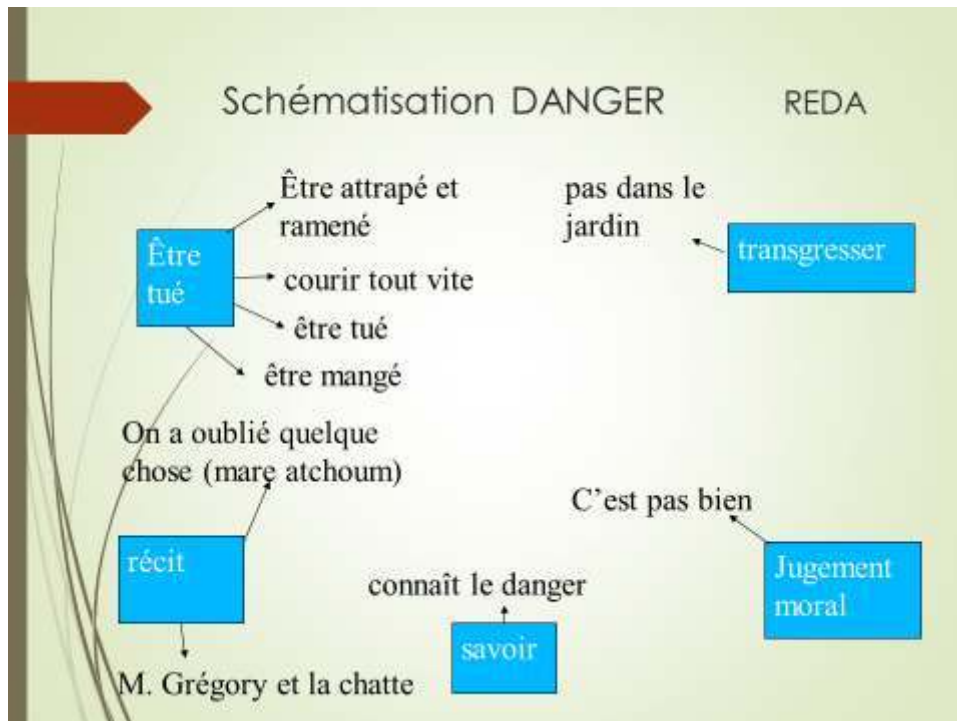 Schématisation DANGER REDA
Être attrapé et
ramené
pas dans le
jardin
Être
tué
transgresser
courir tout vite
être tué
être mangé
On a oublié quelque
chose (mare atchoum)
C’est pas bien
récit
connaît le danger
Jugement
moral
savoir
M. Grégory et la chatte